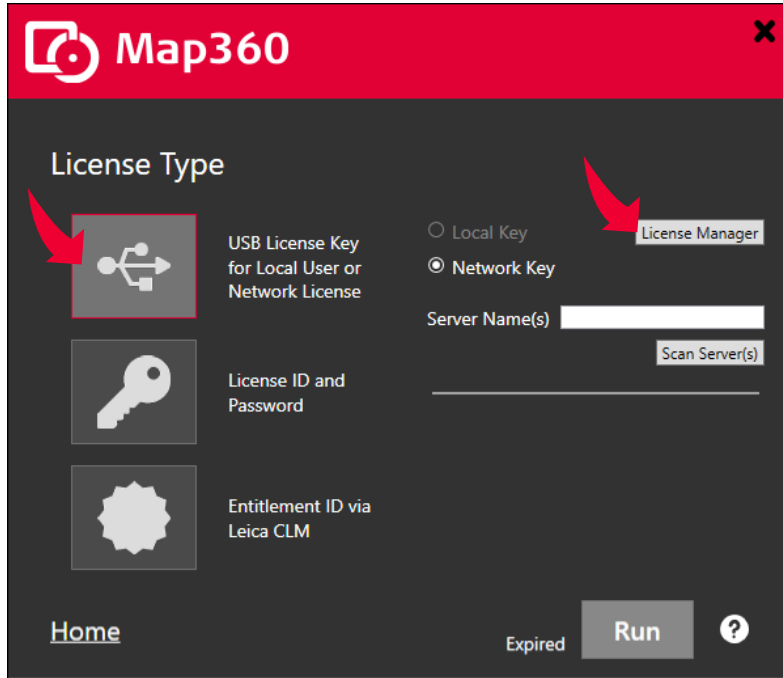 Map360
License Type
USB License Key
for Local User or
Network License
Local Key
License Manager
Network Key
Server Name(s)
Scan Server(s)
License ID and
Password
Entitlement ID via
Leica CLM
Home
Expired
Run
?